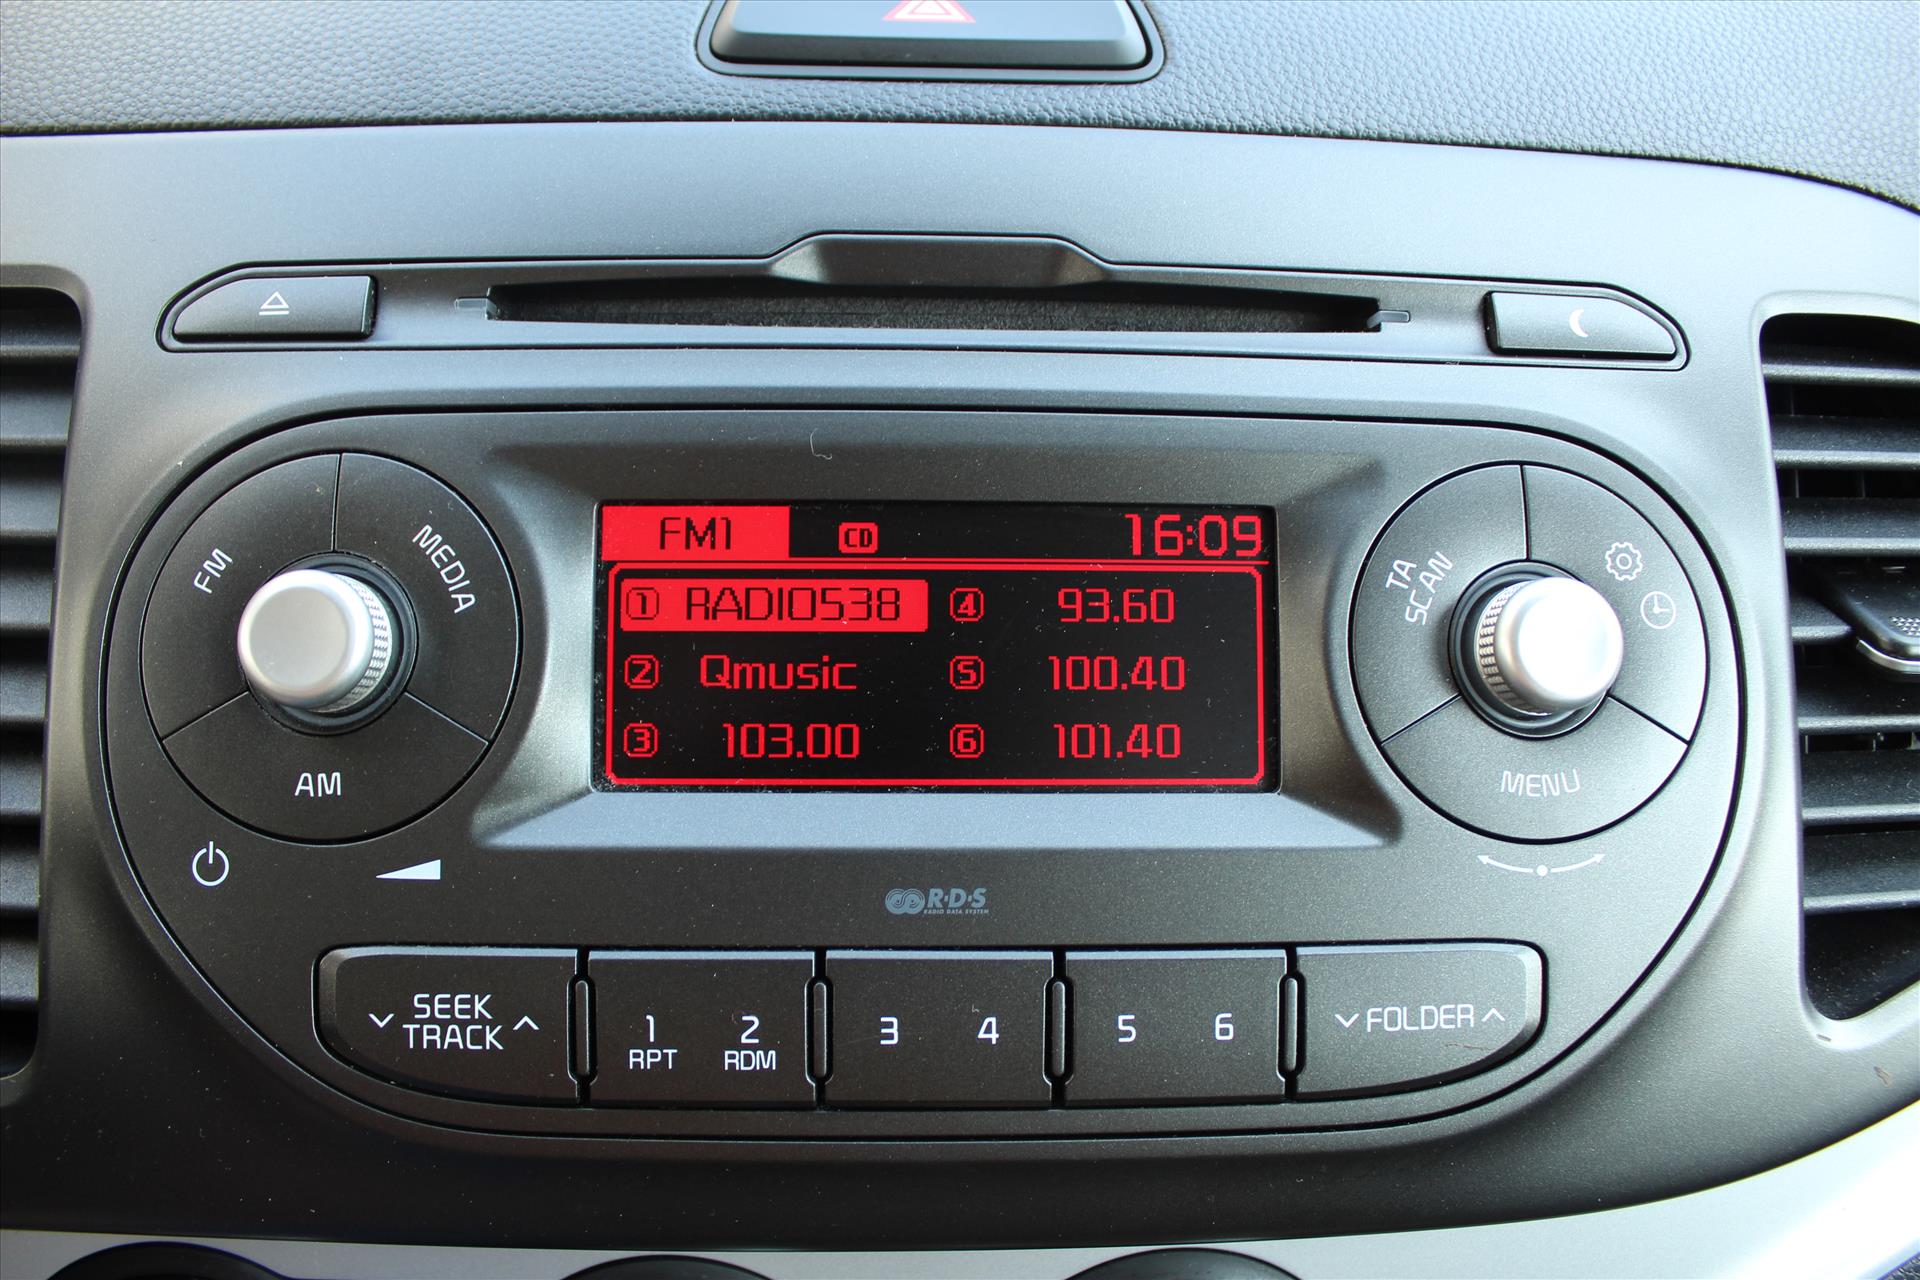 FM1 CD 16:09
① RADIO538 ④ 93.60
② Qmusic ⑤ 100.40
③ 103.00 ⑥ 101.40
FM
MEDIA
AM
TA
SCAN
MENU
R·D·S
RADIO DATA SYSTEM
SEEK
TRACK
1
RPT
2
RDM
3
4
5
6
FOLDER